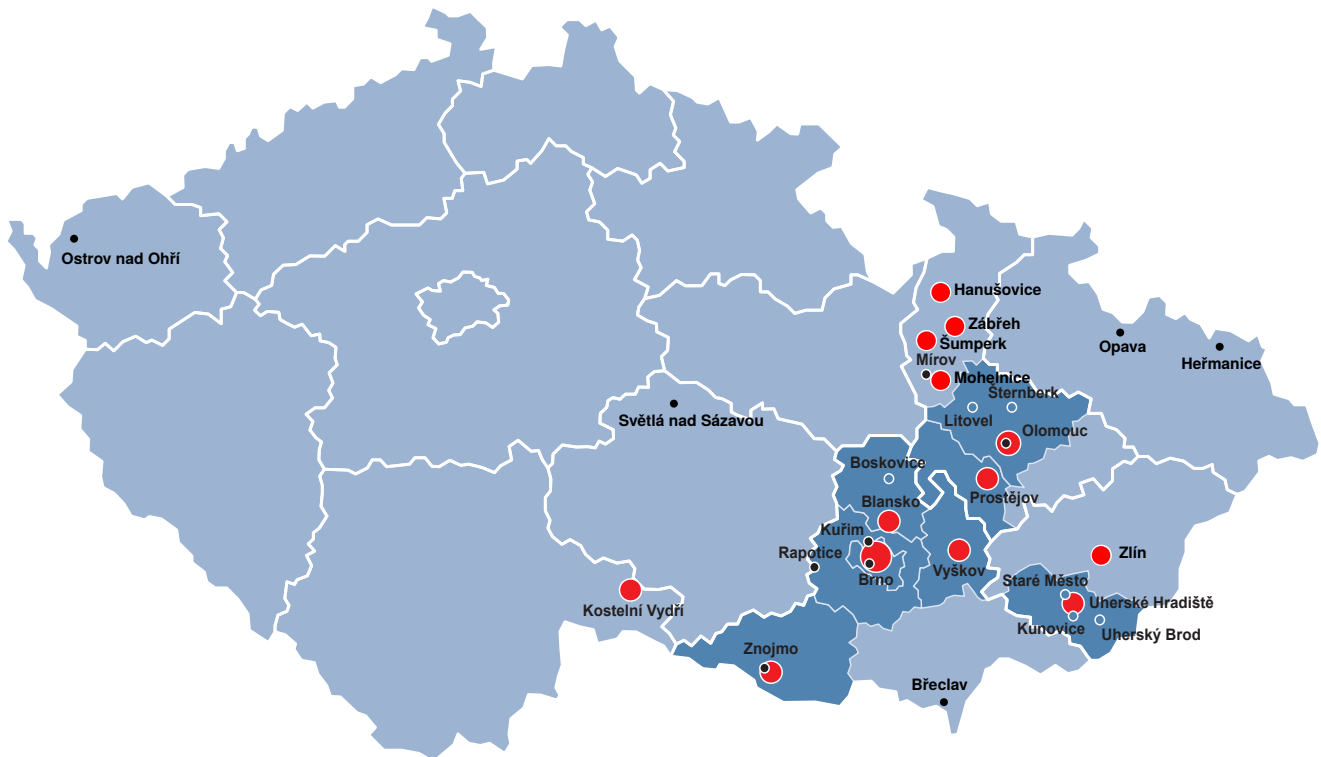 Ostrov nad Ohří
Hanušovice
Zábřeh
Šumperk
Mírov
Mohelnice
Opava
Heřmanice
Šternberk
Litovel
Olomouc
Světlá nad Sázavou
Boskovice
Prostějov
Blansko
Kuřim
Rapotice
Brno
Vyškov
Zlín
Staré Město
Uherské Hradiště
Kostelní Vydří
Kunovice
Uherský Brod
Znojmo
Břeclav